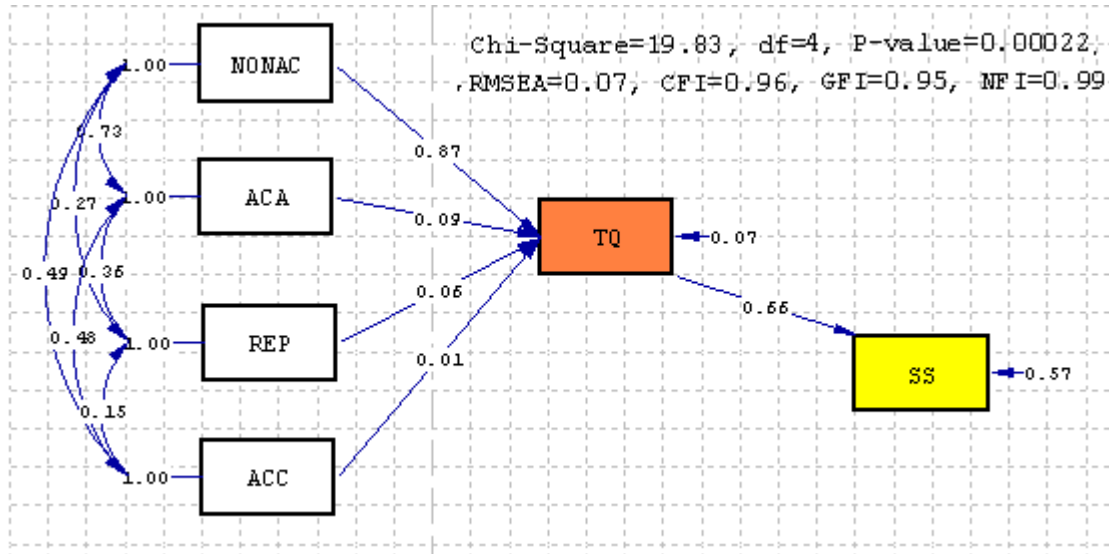 Chi-Square=19.83, df=4, P-value=0.00022,
,RMSEA=0.07, CFI=0.96, GFI=0.95, NFI=0.99
1.00
NONAC
0.73
0.87
1.00
ACA
0.27
0.09
TQ
0.07
0.49
0.36
0.06
0.66
0.48
1.00
REP
0.01
SS
0.57
0.15
1.00
ACC